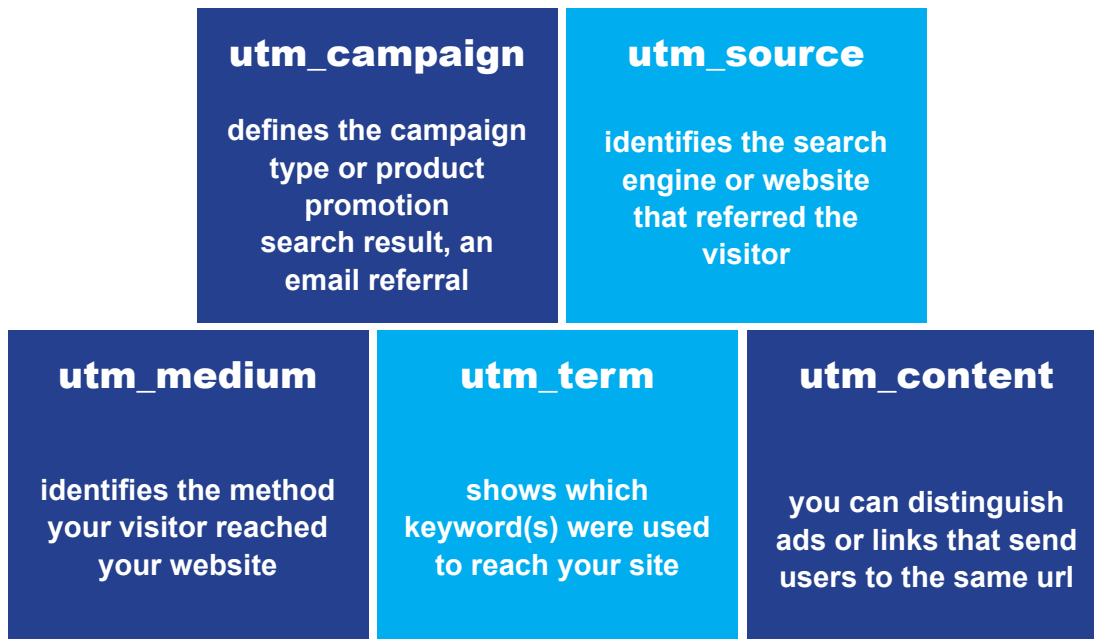 utm_campaign
defines the campaign
type or product
promotion
search result, an
email referral
utm_source
identifies the search
engine or website
that referred the
visitor
utm_medium
identifies the method
your visitor reached
your website
utm_term
shows which
keyword(s) were used
to reach your site
utm_content
you can distinguish
ads or links that send
users to the same url